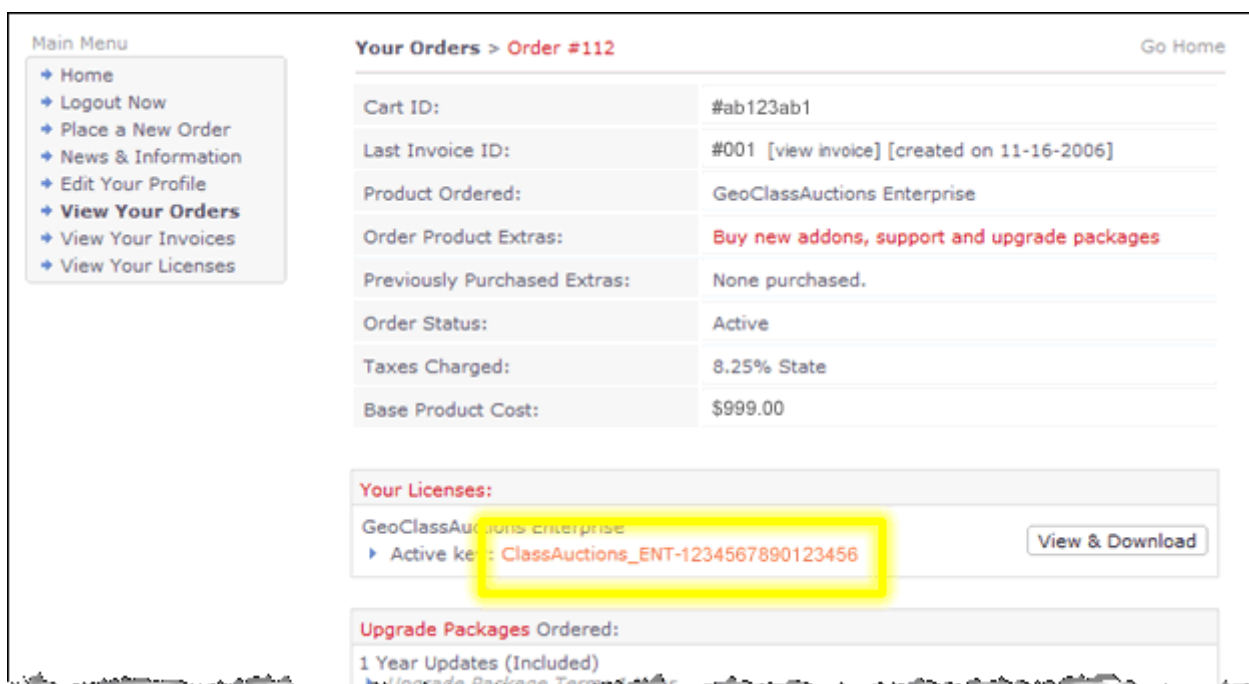 Main Menu
Home
Logout Now
Place a New Order
News & Information
Edit Your Profile
View Your Orders
View Your Invoices
View Your Licenses
Your Orders > Order #112
Go Home
Cart ID: #ab123ab1
Last Invoice ID: #001 [view invoice] [created on 11-16-2006]
Product Ordered: GeoClassAuctions Enterprise
Order Product Extras: Buy new addons, support and upgrade packages
Previously Purchased Extras: None purchased.
Order Status: Active
Taxes Charged: 8.25% State
Base Product Cost: $999.00
Your Licenses:
GeoClassAuctions Enterprise
Active key: ClassAuctions_ENT-1234567890123456
View & Download
Upgrade Packages Ordered:
1 Year Updates (Included)
Upgrade Package